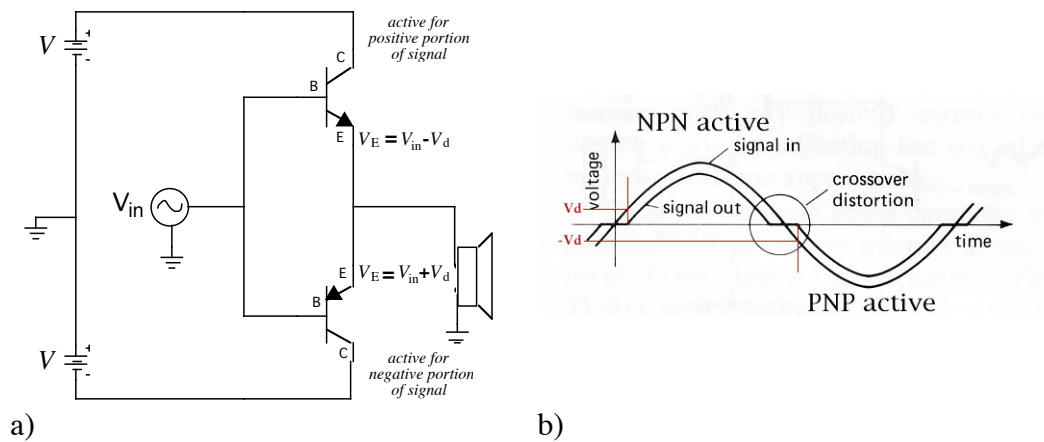 V
+
-
active for
positive portion
of signal
C
B
E
V_E = V_in - V_d
V_in
E
V_E = V_in + V_d
B
C
V
+
-
active for
negative portion
of signal
a)
NPN active
signal in
voltage
crossover
distortion
Vd
signal out
-Vd
time
PNP active
b)